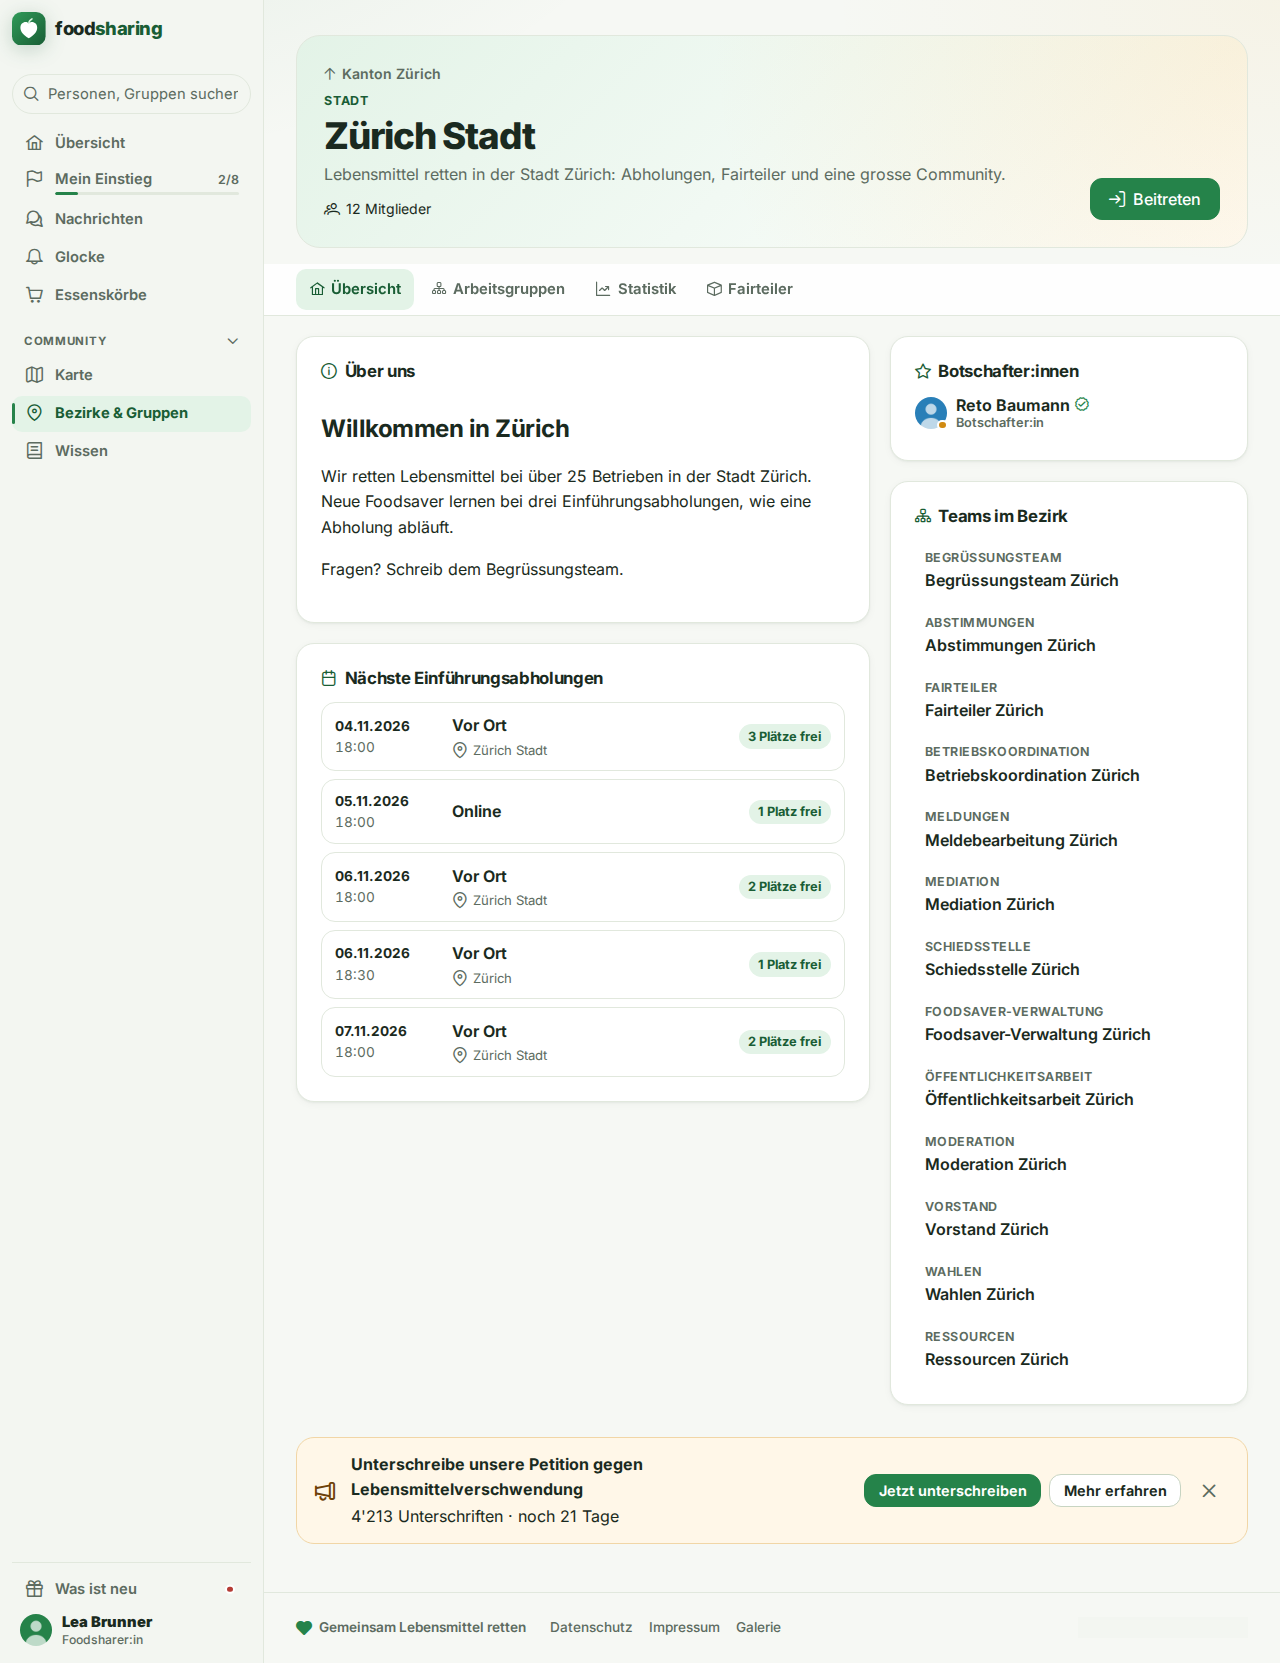 foodsharing
Personen, Gruppen sucher
Übersicht
Mein Einstieg 2/8
Nachrichten
Glocke
Essenskörbe
COMMUNITY
Karte
Bezirke & Gruppen
Wissen
Was ist neu
Lea Brunner
Foodsharer:in
Kanton Zürich
STADT
Zürich Stadt
Lebensmittel retten in der Stadt Zürich: Abholungen, Fairteiler und eine grosse Community.
12 Mitglieder
Beitreten
Übersicht Arbeitsgruppen Statistik Fairteiler
Über uns
Willkommen in Zürich
Wir retten Lebensmittel bei über 25 Betrieben in der Stadt Zürich.
Neue Foodsaver lernen bei drei Einführungsabholungen, wie eine
Abholung abläuft.
Fragen? Schreib dem Begrüssungsteam.
Nächste Einführungsabholungen
04.11.2026
18:00
Vor Ort
Zürich Stadt
3 Plätze frei
05.11.2026
18:00
Online
1 Platz frei
06.11.2026
18:00
Vor Ort
Zürich Stadt
2 Plätze frei
06.11.2026
18:30
Vor Ort
Zürich
1 Platz frei
07.11.2026
18:00
Vor Ort
Zürich Stadt
2 Plätze frei
Botschafter:innen
Reto Baumann
Botschafter:in
Teams im Bezirk
BEGRÜSSUNGSTEAM
Begrüssungsteam Zürich
ABSTIMMUNGEN
Abstimmungen Zürich
FAIRTEILER
Fairteiler Zürich
BETRIEBSKOORDINATION
Betriebskoordination Zürich
MELDUNGEN
Meldebearbeitung Zürich
MEDIATION
Mediation Zürich
SCHIEDSSTELLE
Schiedsstelle Zürich
FOODSAVER-VERWALTUNG
Foodsaver-Verwaltung Zürich
ÖFFENTLICHKEITSARBEIT
Öffentlichkeitsarbeit Zürich
MODERATION
Moderation Zürich
VORSTAND
Vorstand Zürich
WAHLEN
Wahlen Zürich
RESSOURCEN
Ressourcen Zürich
Unterschreibe unsere Petition gegen
Lebensmittelverschwendung
4'213 Unterschriften · noch 21 Tage
Jetzt unterschreiben
Mehr erfahren
Gemeinsam Lebensmittel retten Datenschutz Impressum Galerie